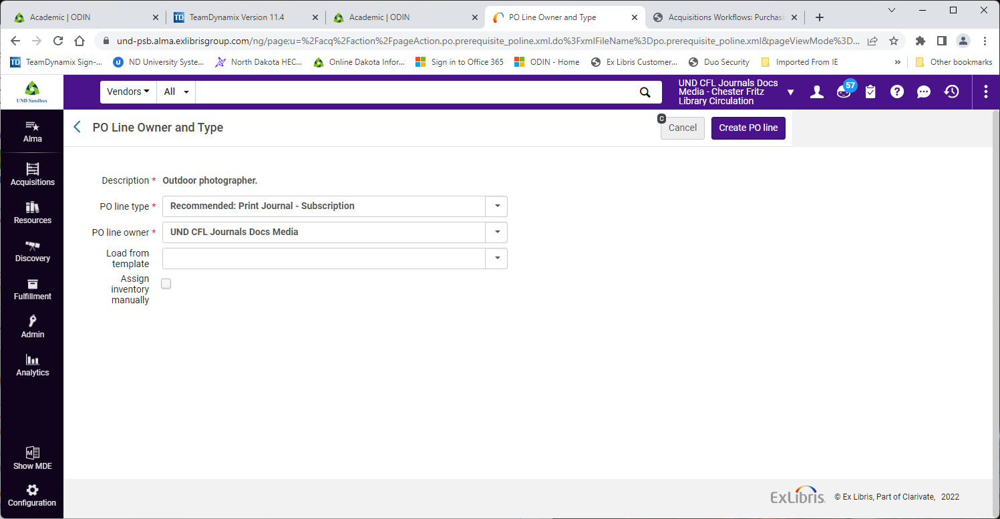 Academic | ODIN
TeamDynamix Version 11.4
Academic | ODIN
PO Line Owner and Type
Acquisitions Workflows: Purchasi
und-psb.alma.exlibrisgroup.com/ng/page;u=%2Facq%2Faction%2FpageAction.po.prerequisite_poline.xml.do%3FxmlFileName%3Dpo.prerequisite_poline.xml&pageViewMode%3D...
TD TeamDynamix Sign-...
ND University Syste...
North Dakota HEC...
Online Dakota Infor...
Sign in to Office 365
ODIN - Home
Ex Libris Customer...
Duo Security
Imported From IE
»
Other bookmarks
UND Sandbox
Vendors
All
UND CFL Journals Docs
Media - Chester Fritz
Library Circulation
57
PO Line Owner and Type
C
Cancel
Create PO line
Alma
Acquisitions
Resources
Discovery
Fulfillment
Admin
Analytics
Show MDE
Configuration
Description * Outdoor photographer.
PO line type * Recommended: Print Journal - Subscription
PO line owner * UND CFL Journals Docs Media
Load from
template
Assign
inventory
manually
ExLibris.
© Ex Libris, Part of Clarivate, 2022